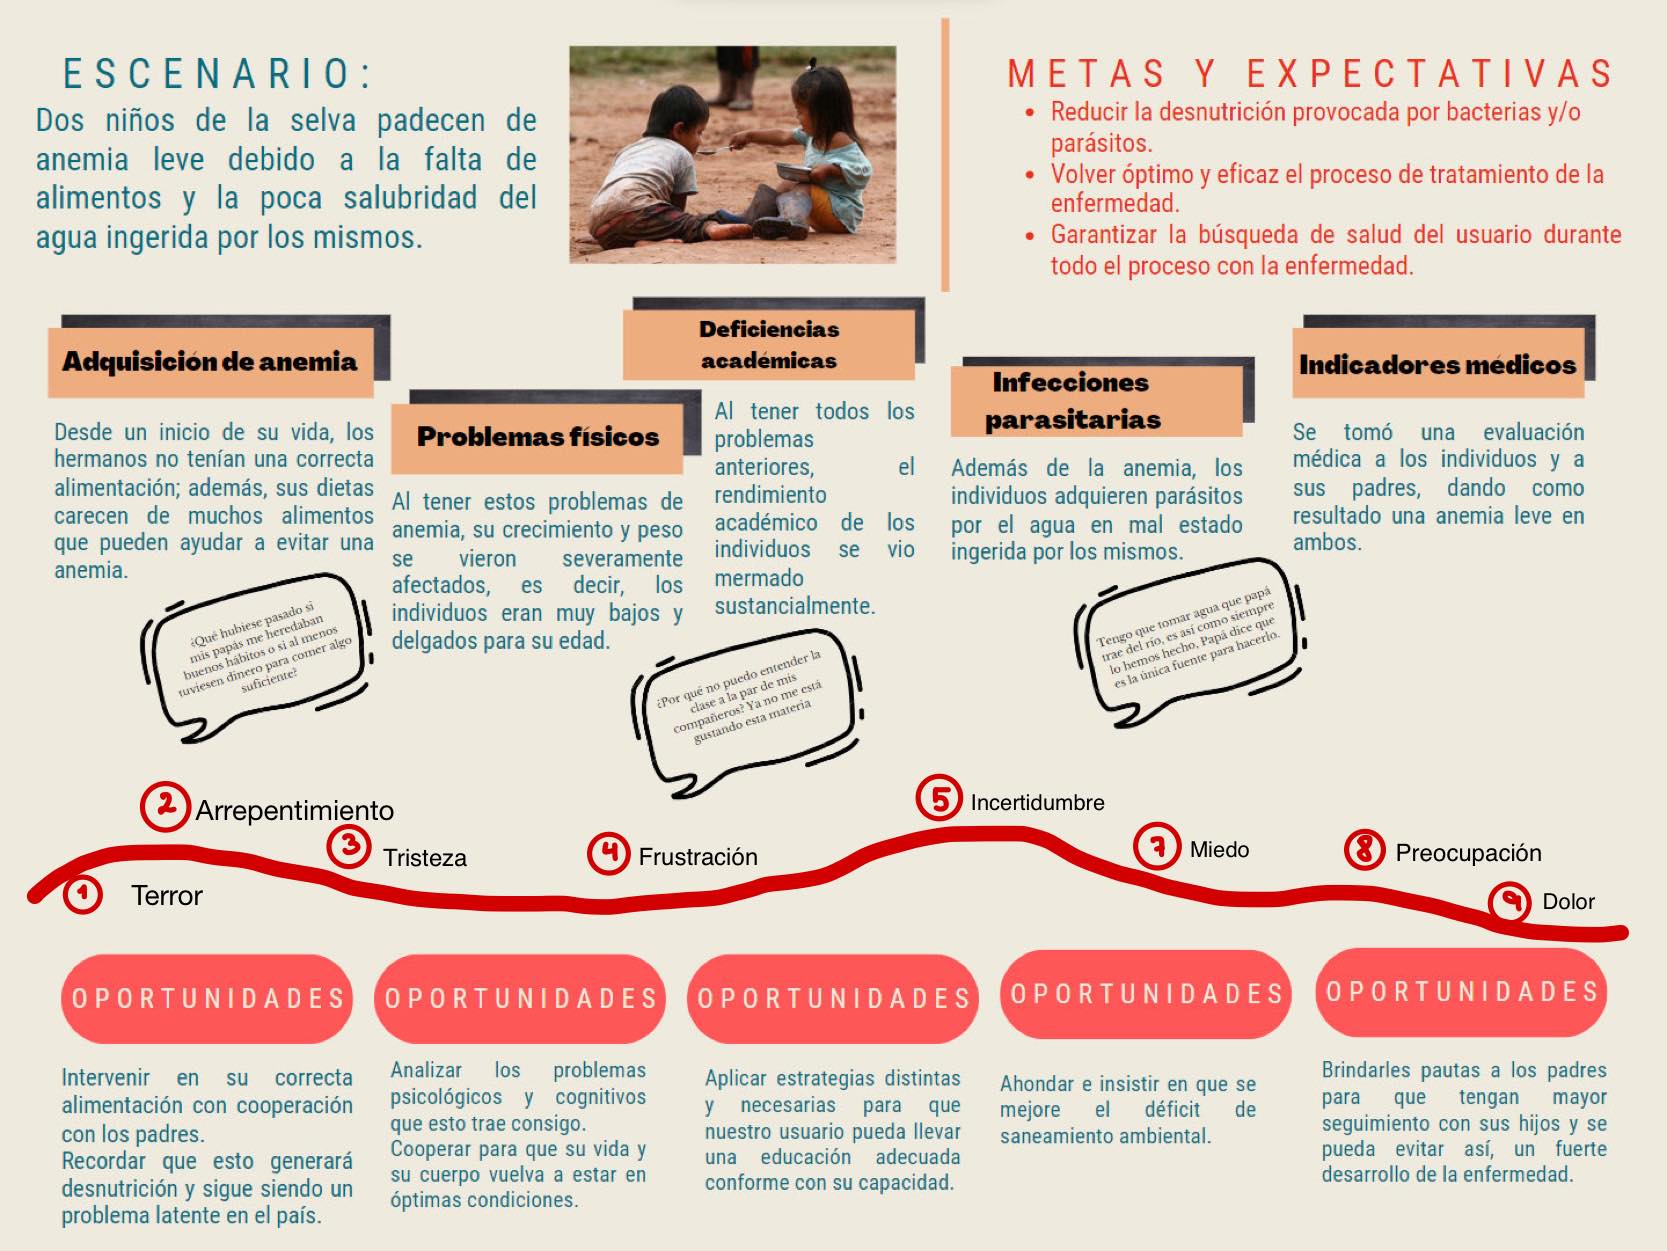 ESCENARIO:
Dos niños de la selva padecen de
anemia leve debido a la falta de
alimentos y la poca salubridad del
agua ingerida por los mismos.
METAS Y EXPECTATIVAS
• Reducir la desnutrición provocada por bacterias y/o
parásitos.
• Volver óptimo y eficaz el proceso de tratamiento de la
enfermedad.
• Garantizar la búsqueda de salud del usuario durante
todo el proceso con la enfermedad.
Adquisición de anemia
Desde un inicio de su vida, los
hermanos no tenían una correcta
alimentación; además, sus dietas
carecen de muchos alimentos
que pueden ayudar a evitar una
anemia.
¿Qué hubiese pasado si
mis papás me heredaban
buenos hábitos o si al menos
tuviesen dinero para comer algo
suficiente?
Problemas físicos
Al tener estos problemas de
anemia, su crecimiento y peso
se vieron severamente
afectados, es decir, los
individuos eran muy bajos y
delgados para su edad.
Deficiencias
académicas
Al tener todos los
problemas
anteriores, el
rendimiento
académico de los
individuos se vio
mermado
sustancialmente.
¿Por qué no puedo entender la
clase a la par de mis
compañeros? Ya no me está
gustando esta materia
Infecciones
parasitarias
Además de la anemia, los
individuos adquieren parásitos
por el agua en mal estado
ingerida por los mismos.
Tengo que tomar agua que papá
trae del río, es así como siempre
lo hemos hecho, Papá dice que
es la única fuente para hacerlo.
Indicadores médicos
Se tomó una evaluación
médica a los individuos y a
sus padres, dando como
resultado una anemia leve en
ambos.
1 Terror
2 Arrepentimiento
3 Tristeza
4 Frustración
5 Incertidumbre
7 Miedo
8 Preocupación
9 Dolor
OPORTUNIDADES
Intervenir en su correcta
alimentación con cooperación
con los padres.
Recordar que esto generará
desnutrición y sigue siendo un
problema latente en el país.
OPORTUNIDADES
Analizar los problemas
psicológicos y cognitivos
que esto trae consigo.
Cooperar para que su vida y
su cuerpo vuelva a estar en
óptimas condiciones.
OPORTUNIDADES
Aplicar estrategias distintas
y necesarias para que
nuestro usuario pueda llevar
una educación adecuada
conforme con su capacidad.
OPORTUNIDADES
Ahondar e insistir en que se
mejore el déficit de
saneamiento ambiental.
OPORTUNIDADES
Brindarles pautas a los padres
para que tengan mayor
seguimiento con sus hijos y se
pueda evitar así, un fuerte
desarrollo de la enfermedad.